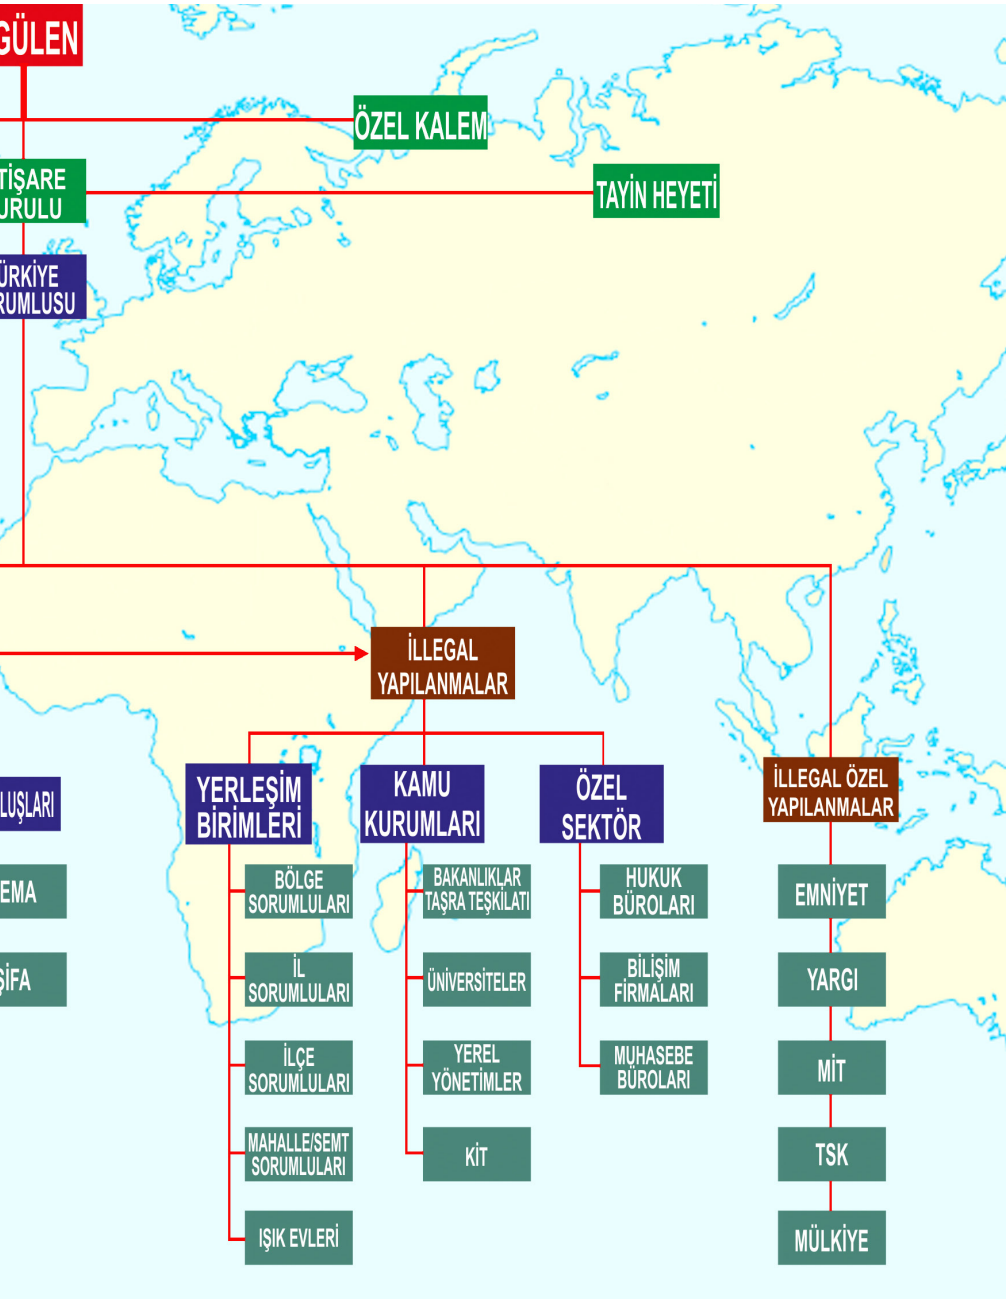 GÜLEN
ÖZEL KALEM
TİŞARE
URULU
TAYİN HEYETİ
ÜRKİYE
RUMLUSU
İLLEGAL
YAPILANMALAR
YERLEŞİM
BİRİMLERİ
KAMU
KURUMLARI
ÖZEL
SEKTÖR
İLLEGAL ÖZEL
YAPILANMALAR
LUŞLARI
EMA
ŞİFA
BÖLGE
SORUMLULARI
İL
SORUMLULARI
İLÇE
SORUMLULARI
MAHALLE/SEMT
SORUMLULARI
IŞIK EVLERİ
BAKANLIKLAR
TAŞRA TEŞKİLATI
ÜNİVERSİTELER
YEREL
YÖNETİMLER
KİT
HUKUK
BÜROLARI
BİLİŞİM
FİRMALARI
MUHASEBE
BÜROLARI
EMNİYET
YARGI
MİT
TSK
MÜLKİYE